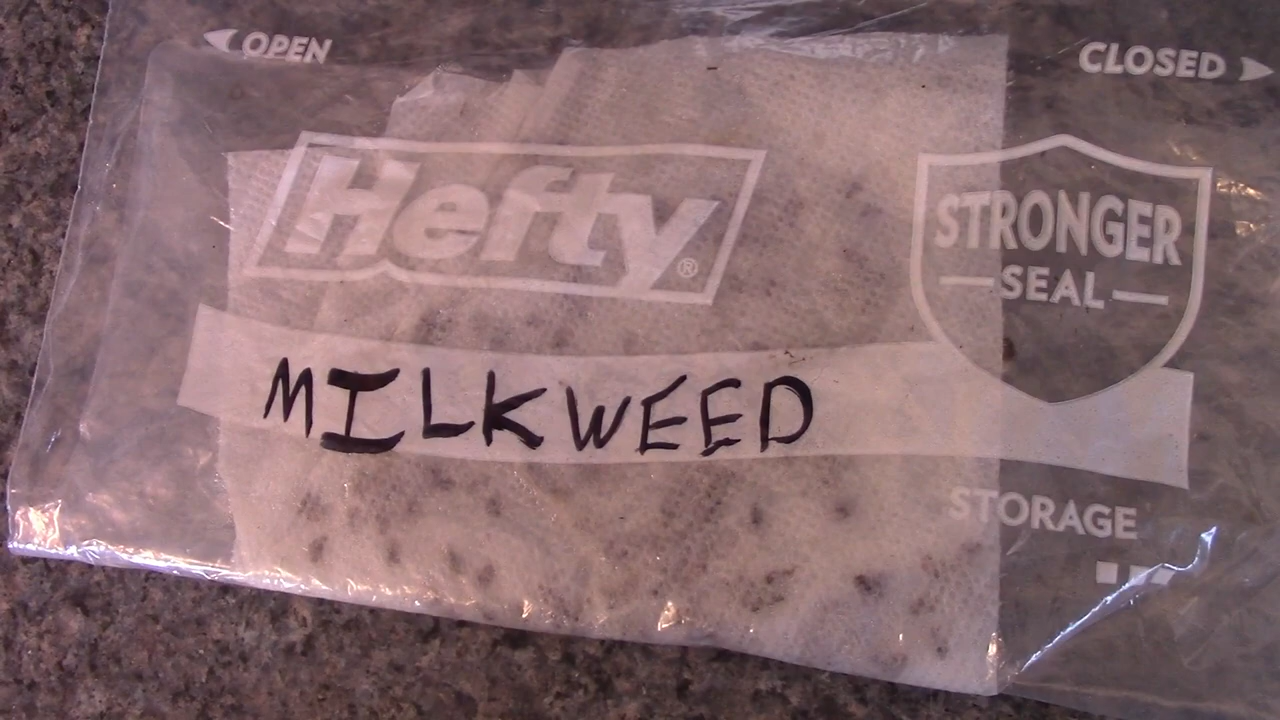 OPEN
CLOSED
Hefty®
STRONGER
SEAL
MILKWEED
STORAGE